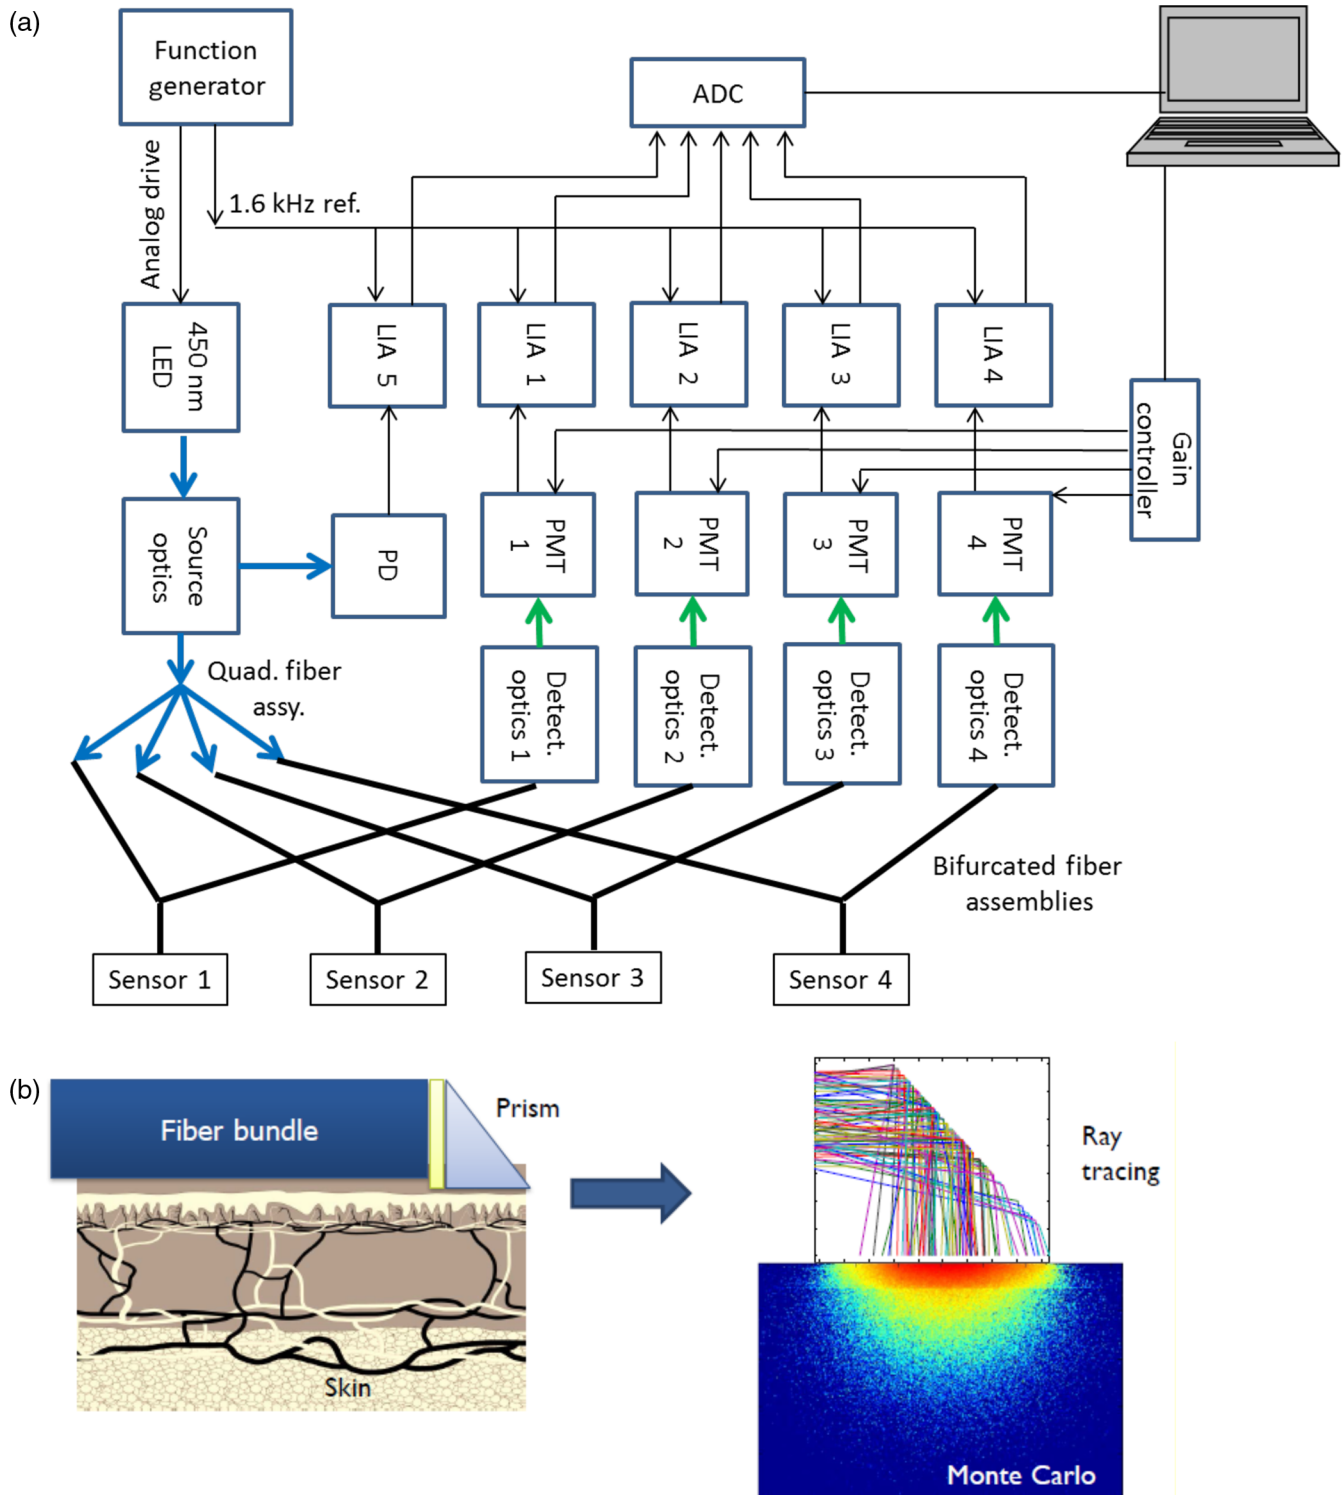 (a)
Function
generator
ADC
Analog drive
1.6 kHz ref.
450 nm
LED
LIA
5
LIA
1
LIA
2
LIA
3
LIA
4
Gain
controller
Source
optics
PD
PMT
1
PMT
2
PMT
3
PMT
4
Quad. fiber
assy.
Detect.
optics 1
Detect.
optics 2
Detect.
optics 3
Detect.
optics 4
Bifurcated fiber
assemblies
Sensor 1
Sensor 2
Sensor 3
Sensor 4
(b)
Fiber bundle
Prism
Skin
Ray
tracing
Monte Carlo